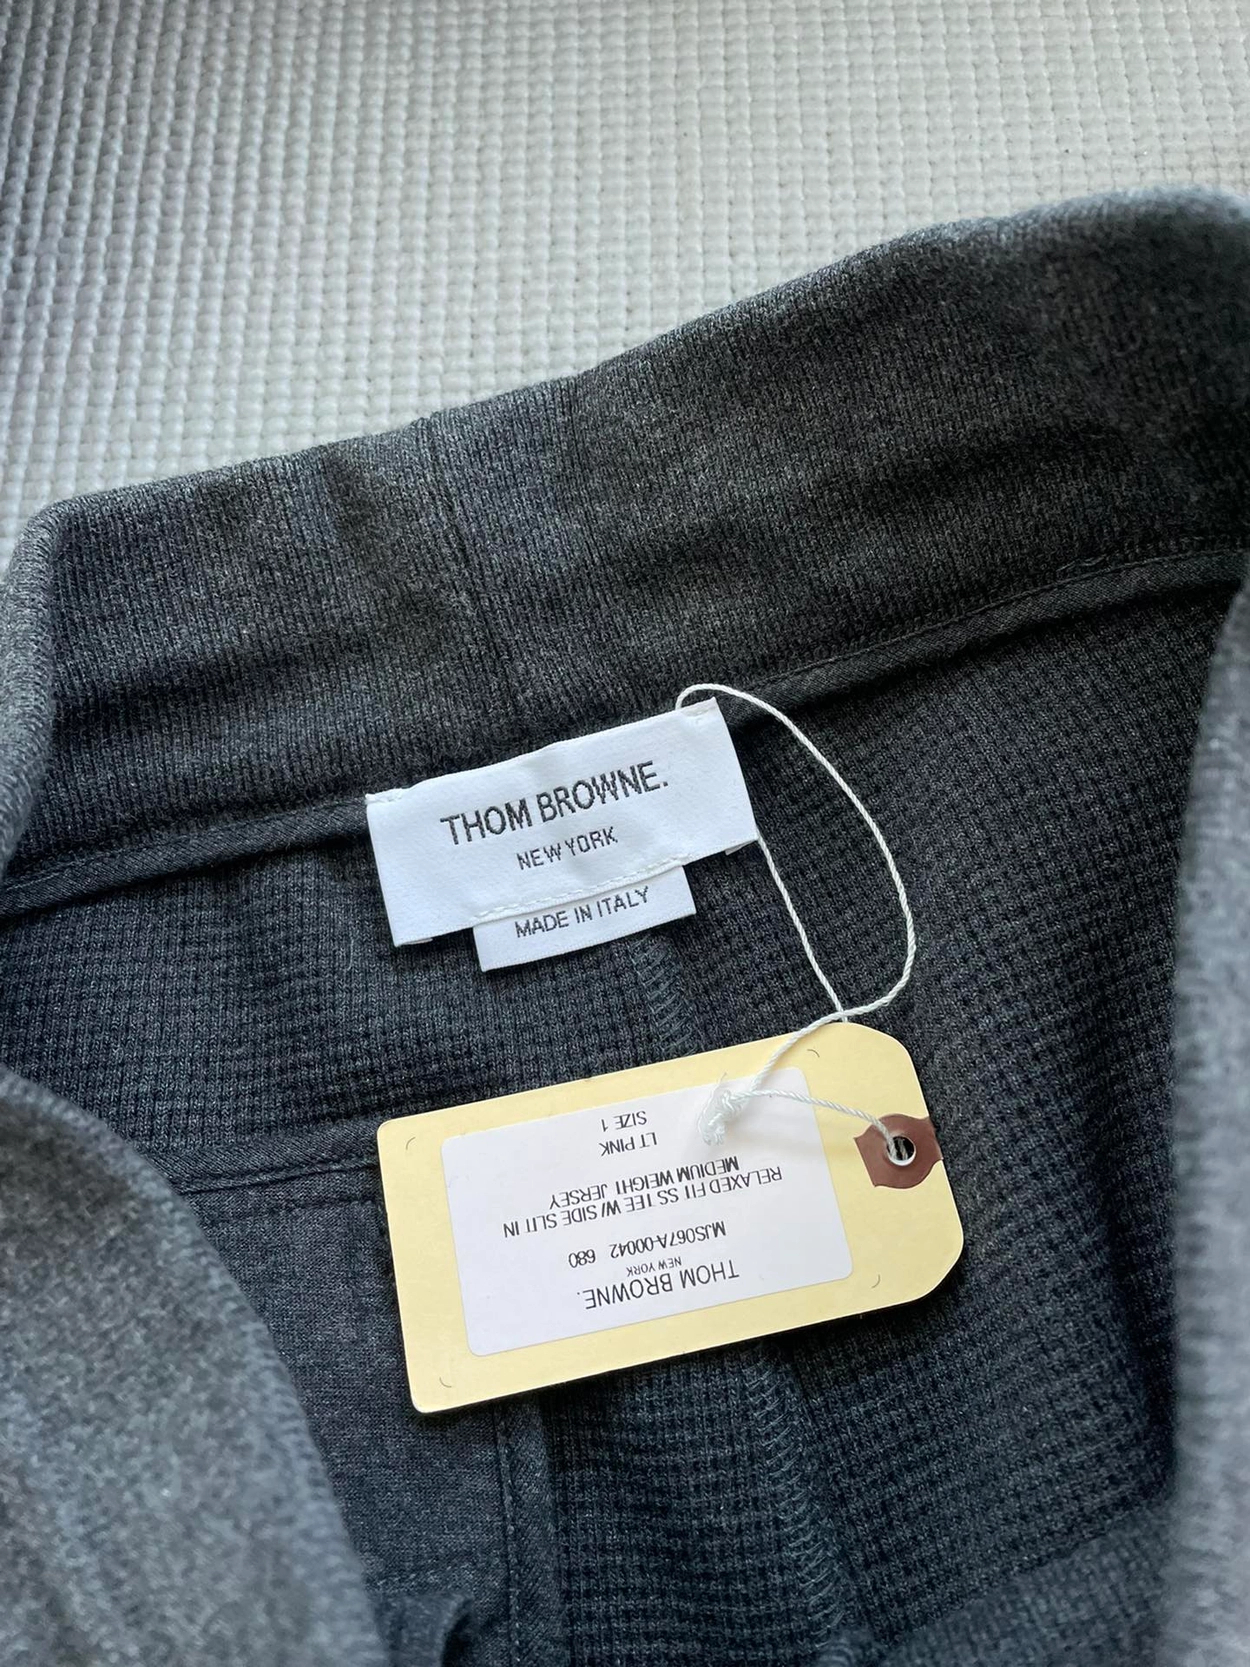 THOM BROWNE.
NEW YORK
MADE IN ITALY
THOM BROWNE.
NEW YORK
MJS067A-00042 680
RELAXED FIT SS TEE W/ SIDE SLIT IN
MEDIUM WEIGHT JERSEY
LT PINK
SIZE 1